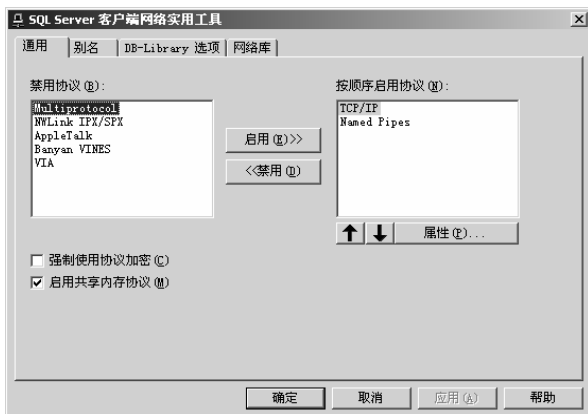 SQL Server 客户端网络实用工具
通用 别名 DB-Library 选项 网络库
禁用协议(B): 按顺序启用协议(N):
Multiprotocol
NWLink IPX/SPX
AppleTalk
Banyan VINES
VIA
启用(E)>>
<<禁用(D)
TCP/IP
Named Pipes
属性(P)...
强制使用协议加密(C)
启用共享内存协议(M)
确定 取消 应用(A) 帮助